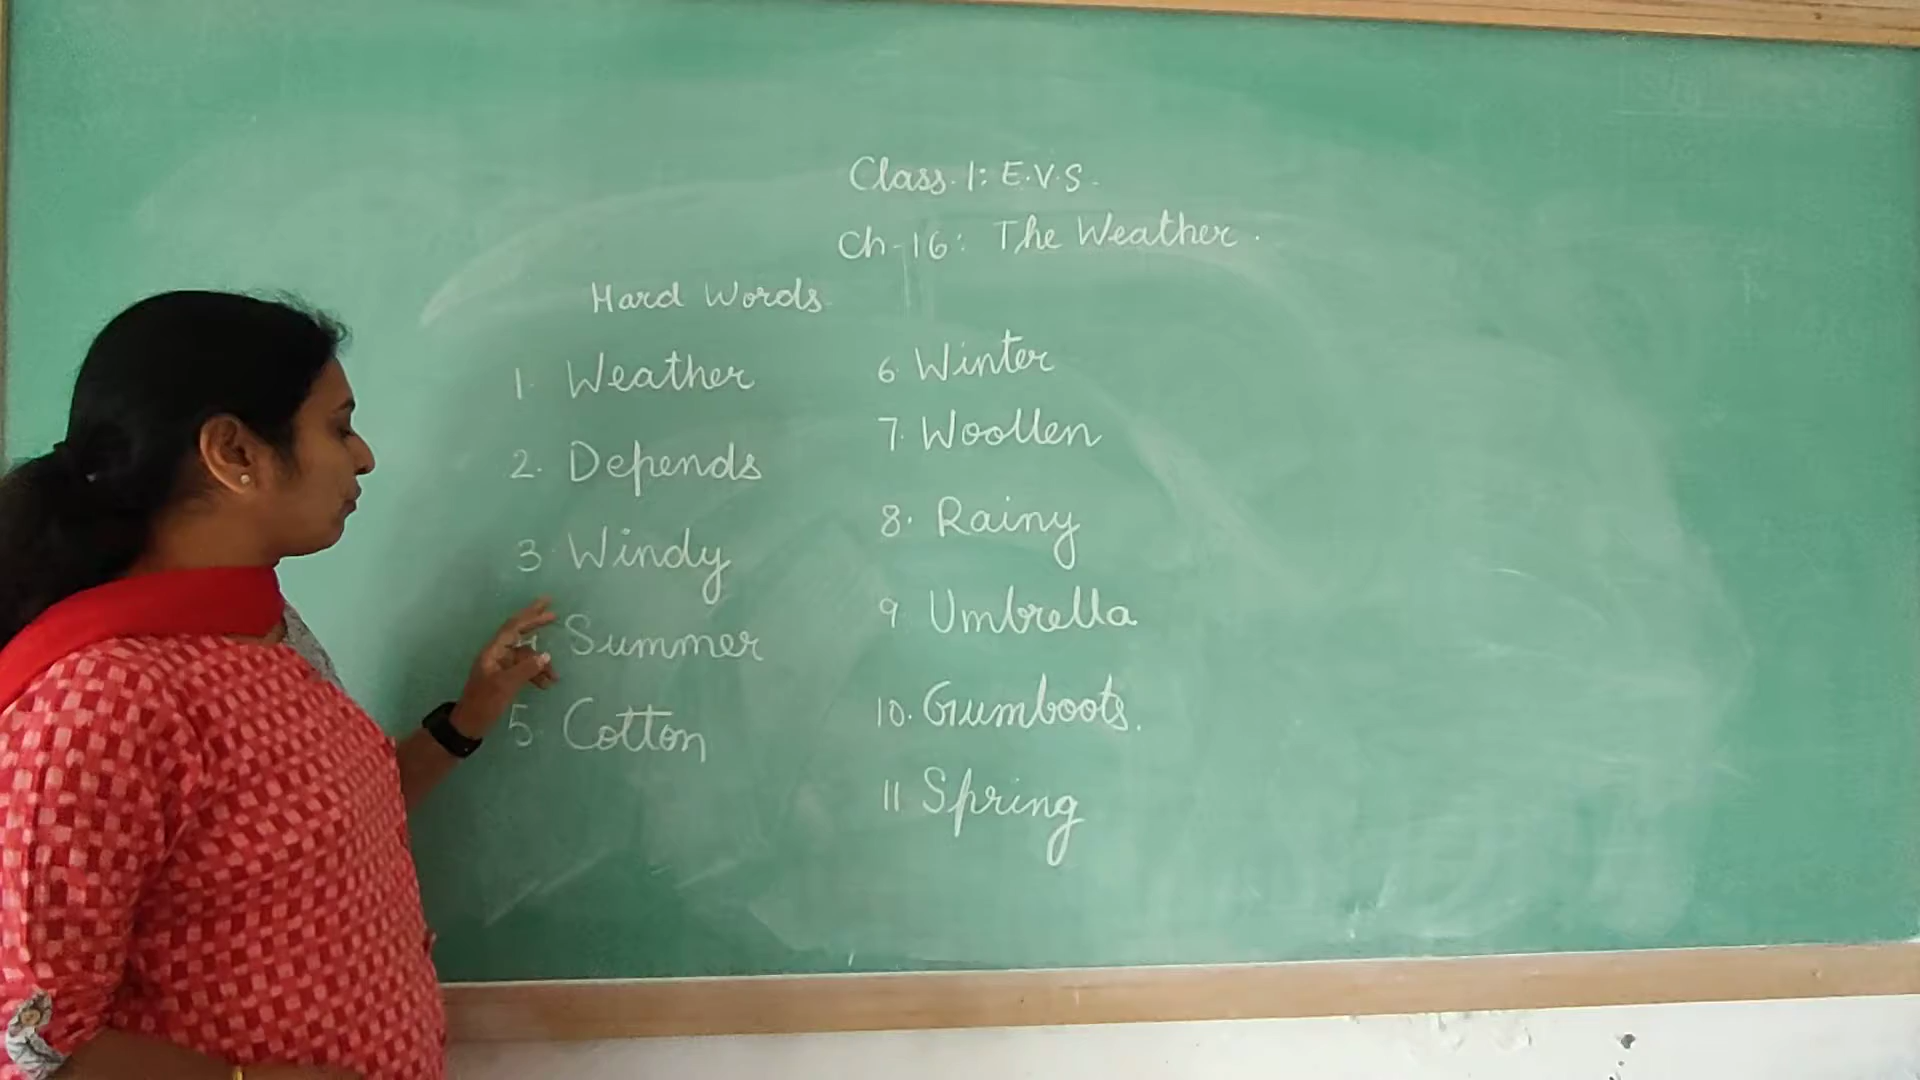 Class. 1: E.V.S.
Ch-16: The Weather.
Hard Words
1. Weather
2. Depends
3. Windy
4. Summer
5. Cotton
6. Winter
7. Woollen
8. Rainy
9 Umbrella
10. Gumboots.
11 Spring